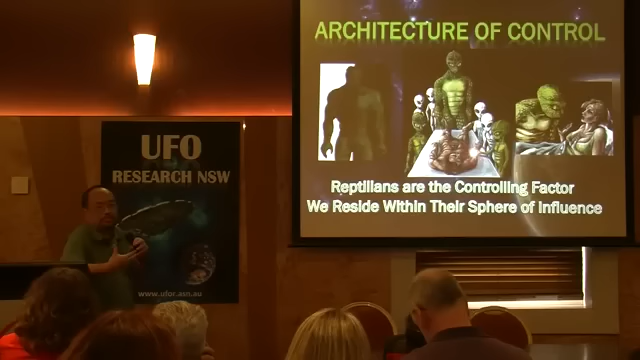 ARCHITECTURE OF CONTROL
Reptilians are the Controlling Factor
We Reside Within Their Sphere of Influence
UFO
RESEARCH NSW
www.ufor.asn.au